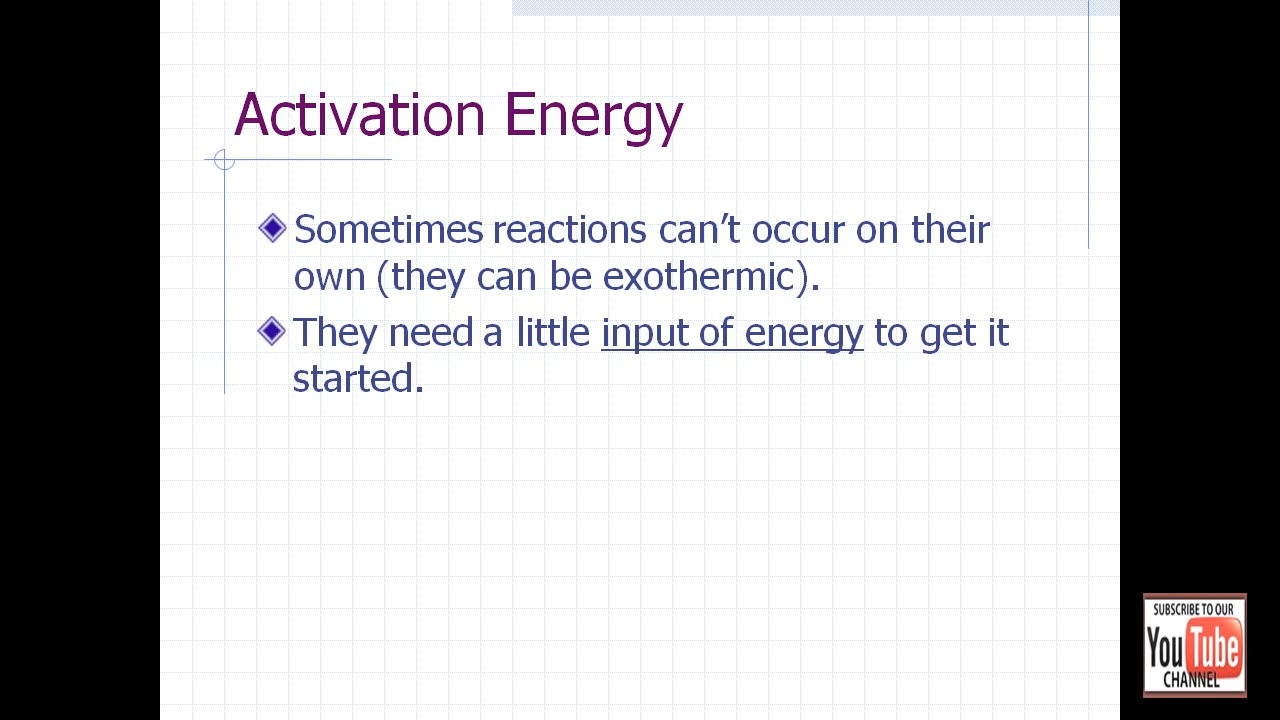 Activation Energy
Sometimes reactions can’t occur on their
own (they can be exothermic).
They need a little input of energy to get it
started.
SUBSCRIBE TO OUR
YouTube
CHANNEL